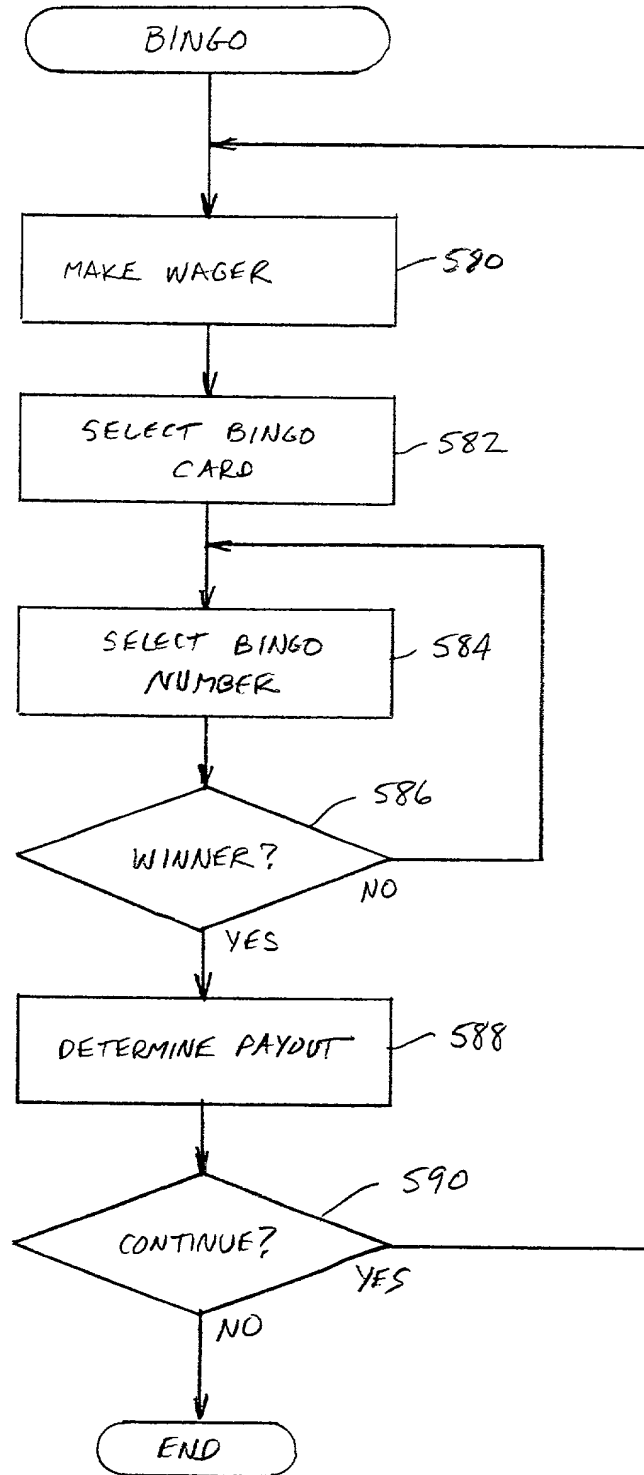 BINGO
MAKE WAGER
580
SELECT BINGO
CARD
582
SELECT BINGO
NUMBER
584
586
WINNER?
NO
YES
DETERMINE PAYOUT
588
590
CONTINUE?
YES
NO
END